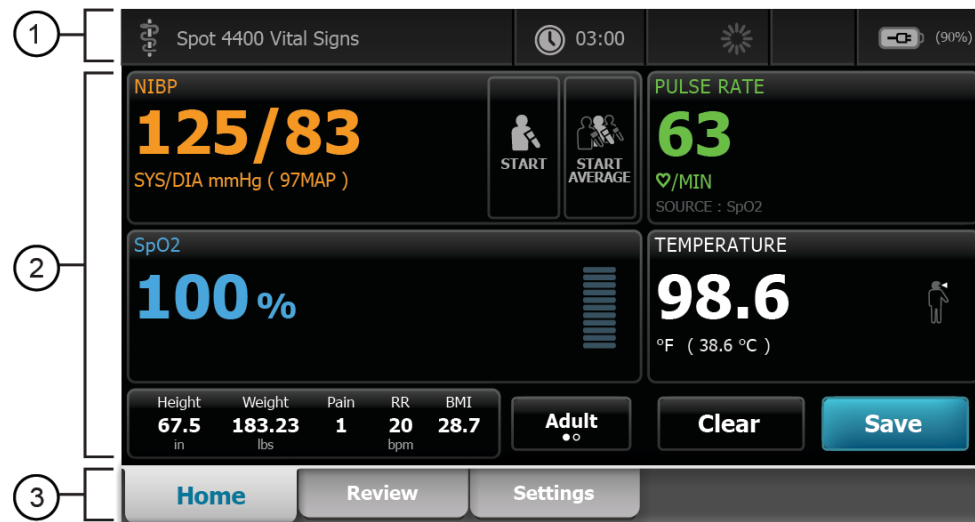 1
Spot 4400 Vital Signs
03:00
(90%)
2
NIBP
125/83
SYS/DIA mmHg ( 97MAP )
START
START
AVERAGE
PULSE RATE
63
♡/MIN
SOURCE : SpO2
SpO2
100 %
TEMPERATURE
98.6
°F ( 38.6 °C )
Height Weight Pain RR BMI
67.5 183.23 1 20 28.7
in lbs bpm
Adult
Clear
Save
3
Home
Review
Settings